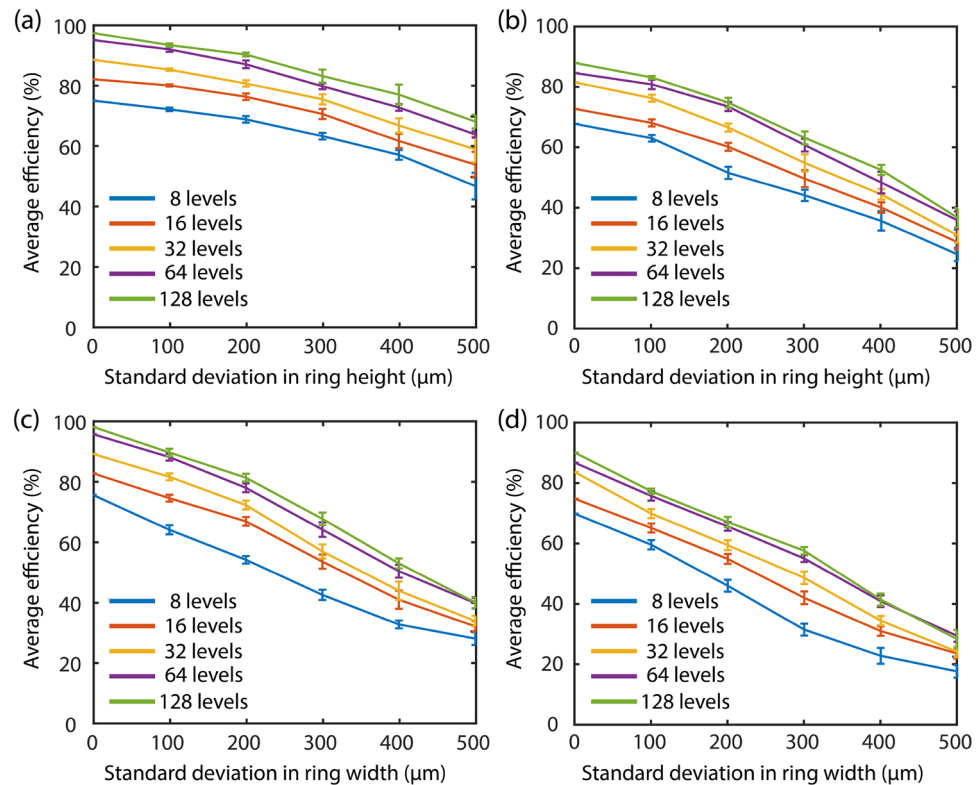 (a)
100
80
60
40
20
0
Average efficiency (%)
8 levels
16 levels
32 levels
64 levels
128 levels
0 100 200 300 400 500
Standard deviation in ring height (μm)
(b)
100
80
60
40
20
0
Average efficiency (%)
8 levels
16 levels
32 levels
64 levels
128 levels
0 100 200 300 400 500
Standard deviation in ring height (μm)
(c)
100
80
60
40
20
0
Average efficiency (%)
8 levels
16 levels
32 levels
64 levels
128 levels
0 100 200 300 400 500
Standard deviation in ring width (μm)
(d)
100
80
60
40
20
0
Average efficiency (%)
8 levels
16 levels
32 levels
64 levels
128 levels
0 100 200 300 400 500
Standard deviation in ring width (μm)